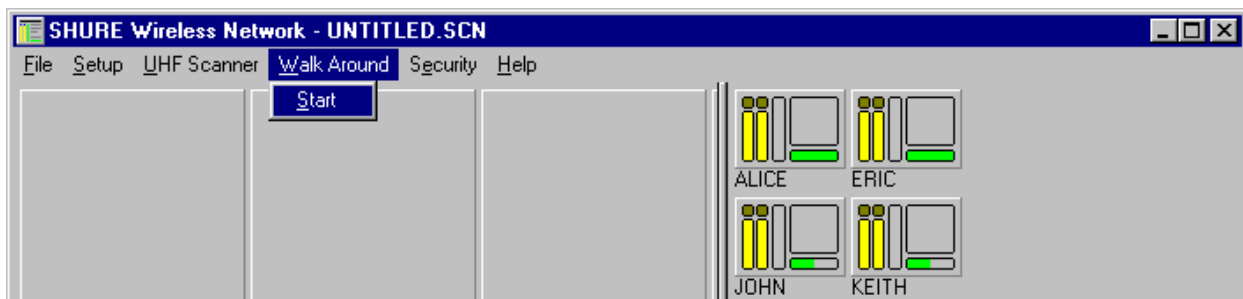 SHURE Wireless Network - UNTITLED.SCN
File Setup UHF Scanner Walk Around Security Help
Start
ALICE ERIC
JOHN KEITH